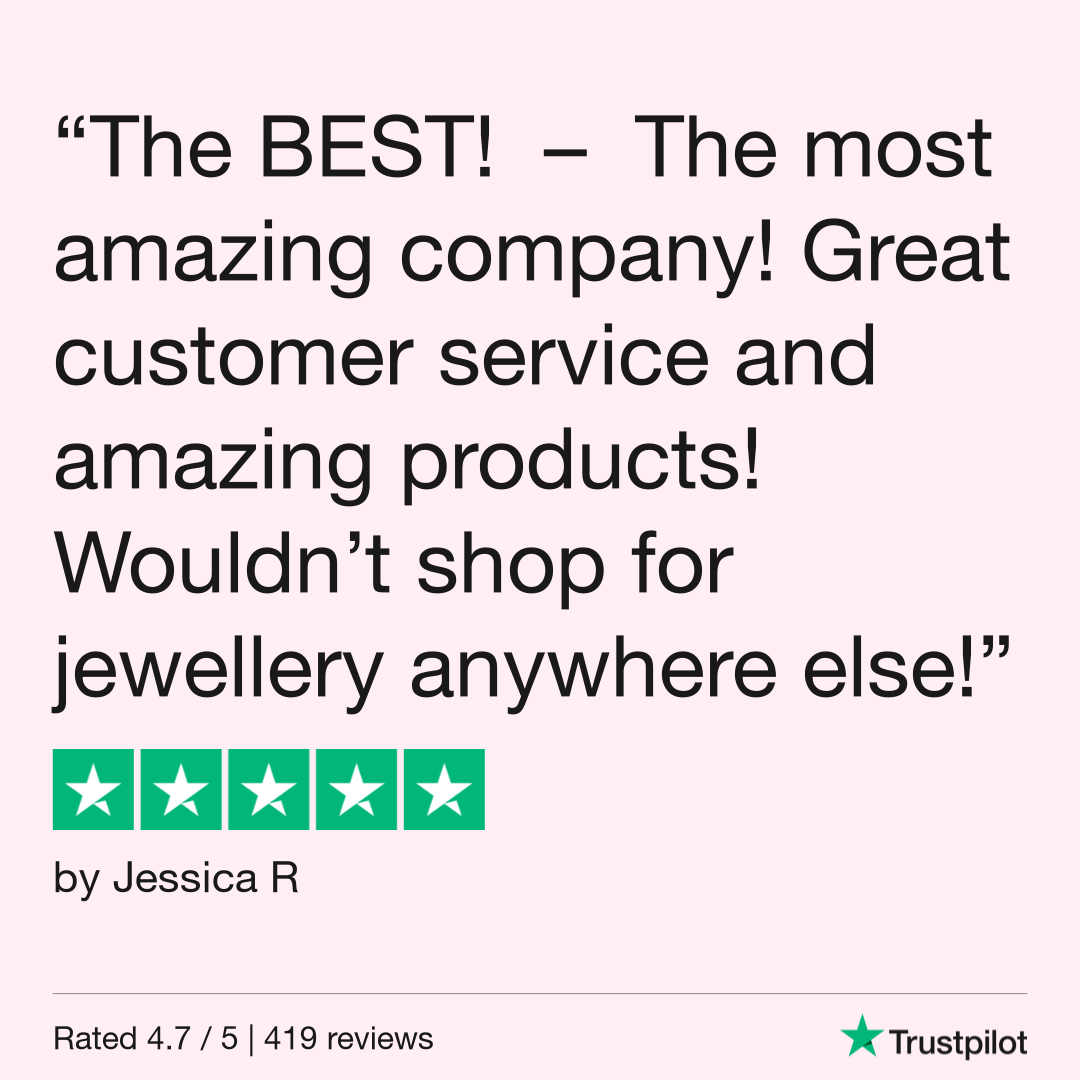 “The BEST!  –  The most
amazing company! Great
customer service and
amazing products!
Wouldn’t shop for
jewellery anywhere else!”
by Jessica R
Rated 4.7 / 5 | 419 reviews
Trustpilot